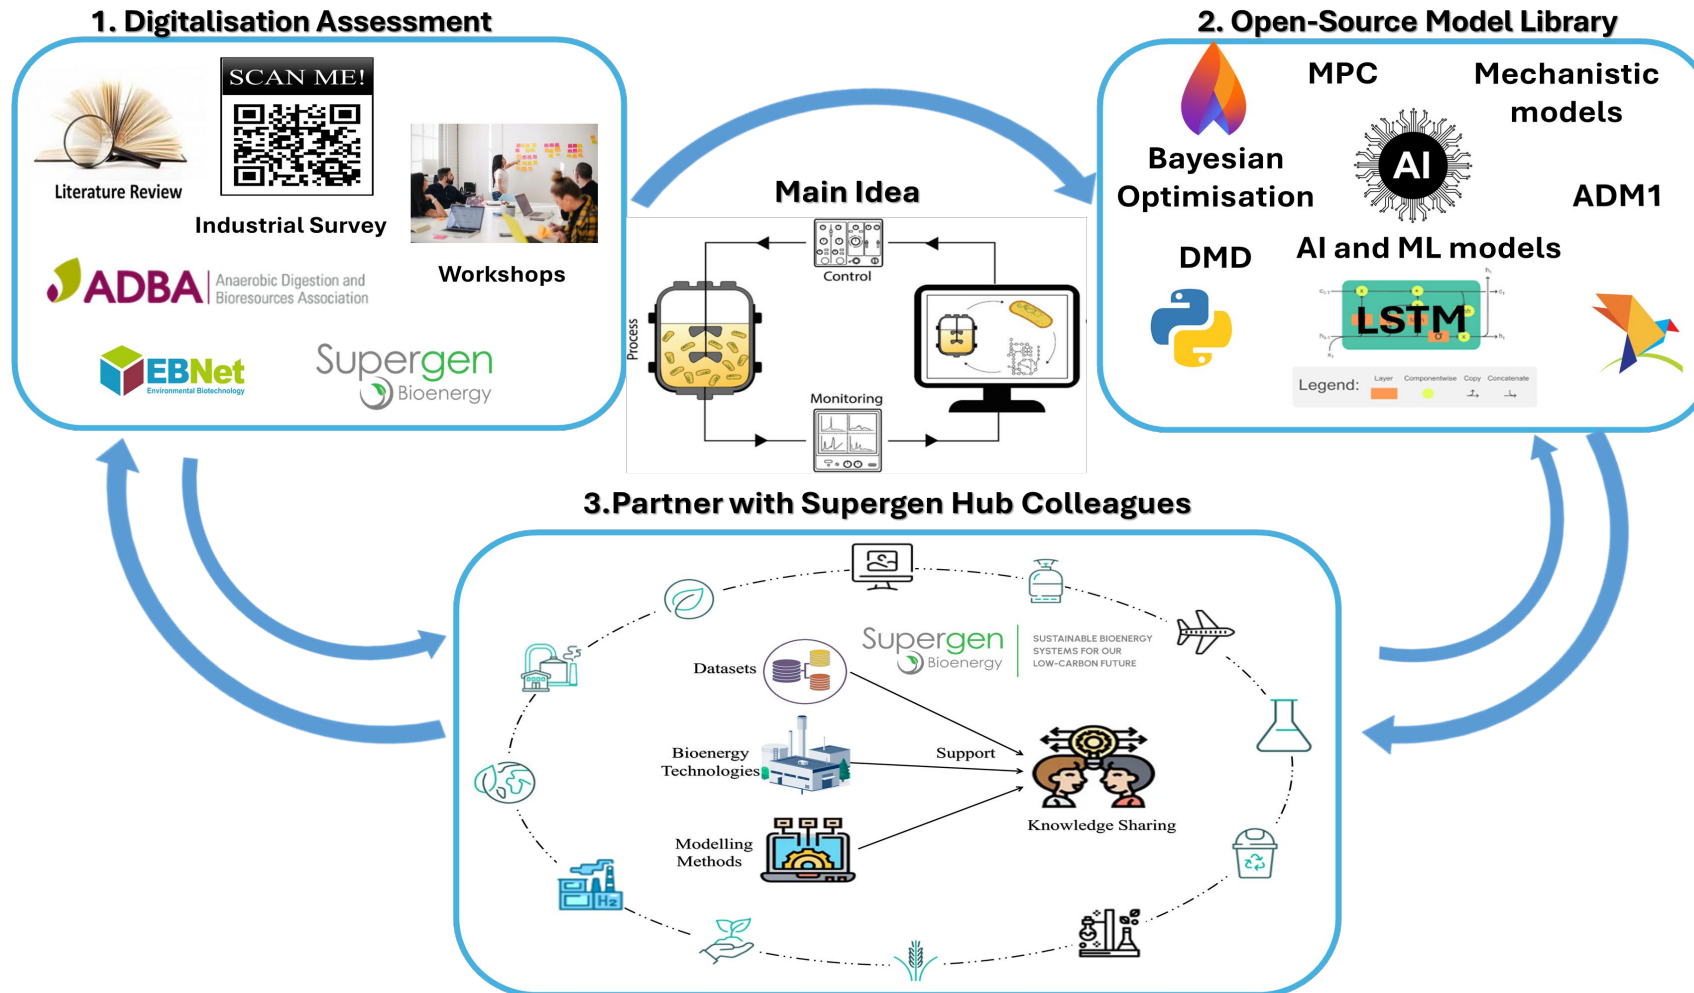 1. Digitalisation Assessment
SCAN ME!
Literature Review
Industrial Survey
Workshops
ADBA
Anaerobic Digestion and
Bioresources Association
EBNet
Environmental Biotechnology
Supergen
Bioenergy
Main Idea
Control
Process
Monitoring
2. Open-Source Model Library
MPC
Mechanistic
models
Bayesian
Optimisation
AI
ADM1
DMD
AI and ML models
LSTM
Legend:
Layer
Componentwise
Copy
Concatenate
3.Partner with Supergen Hub Colleagues
Supergen
Bioenergy
SUSTAINABLE BIOENERGY
SYSTEMS FOR OUR
LOW-CARBON FUTURE
Datasets
Bioenergy
Technologies
Support
Modelling
Methods
Knowledge Sharing
H2